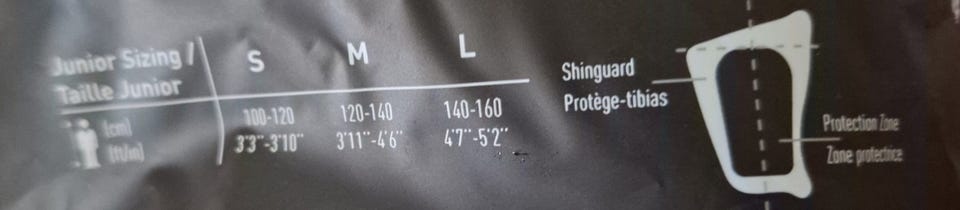 Junior Sizing /
Taille Junior
S M L
(cm) 100-120 120-140 140-160
(ft/in) 3'3"-3'10" 3'11"-4'6" 4'7"-5'2"
Shinguard
Protège-tibias
Protection Zone
Zone protectrice